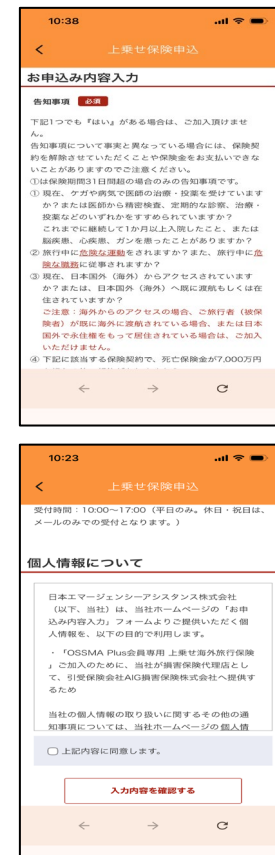 10:38
上乗せ保険申込
お申込み内容入力
告知事項 必須
下記1つでも『はい』がある場合は、ご加入頂けませ
ん。
告知事項について事実と異なっている場合には、保険契
約を解除させていただくことや保険金をお支払いできな
いことがありますのでご注意ください。
①は保険期間31日間超の場合のみの告知事項です。
① 現在、ケガや病気で医師の治療・投薬を受けています
か？または医師から精密検査、定期的な診察、治療・
投薬などのいずれかをすすめられていますか？
これまでに継続して1か月以上入院したこと、または
脳疾患、心疾患、ガンを患ったことがありますか？
② 旅行中に危険な運動をされますか？また、旅行中に危
険な職務に従事されますか？
③ 現在、日本国外（海外）からアクセスされています
か？または、日本国外（海外）へ既に渡航もしくは在
住されていますか？
ご注意：海外からのアクセスの場合、ご旅行者（被保
険者）が既に海外に渡航されている場合、または日本
国外で永住権をもって居住されている場合は、ご加入
いただけません。
④ 下記に該当する保険契約で、死亡保険金が7,000万円
10:23
上乗せ保険申込
受付時間：10:00～17:00（平日のみ。休日・祝日は、
メールのみでの受付となります。）
個人情報について
日本エマージェンシーアシスタンス株式会社
（以下、当社）は、当社ホームページの「お申
込み内容入力」フォームよりご提供いただく個
人情報を、以下の目的で利用します。
・「OSSMA Plus会員専用 上乗せ海外旅行保険
」ご加入のために、当社が損害保険代理店とし
て、引受保険会社AIG損害保険株式会社へ提供す
るため
当社の個人情報の取り扱いに関するその他の通
知事項については、当社ホームページの 個人情
上記内容に同意します。
入力内容を確認する